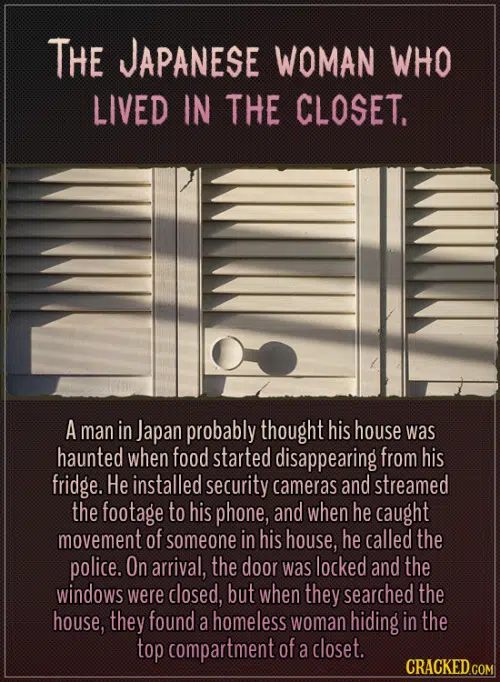 THE JAPANESE WOMAN WHO
LIVED IN THE CLOSET.
A man in Japan probably thought his house was
haunted when food started disappearing from his
fridge. He installed security cameras and streamed
the footage to his phone, and when he caught
movement of someone in his house, he called the
police. On arrival, the door was locked and the
windows were closed, but when they searched the
house, they found a homeless woman hiding in the
top compartment of a closet.
CRACKED.COM